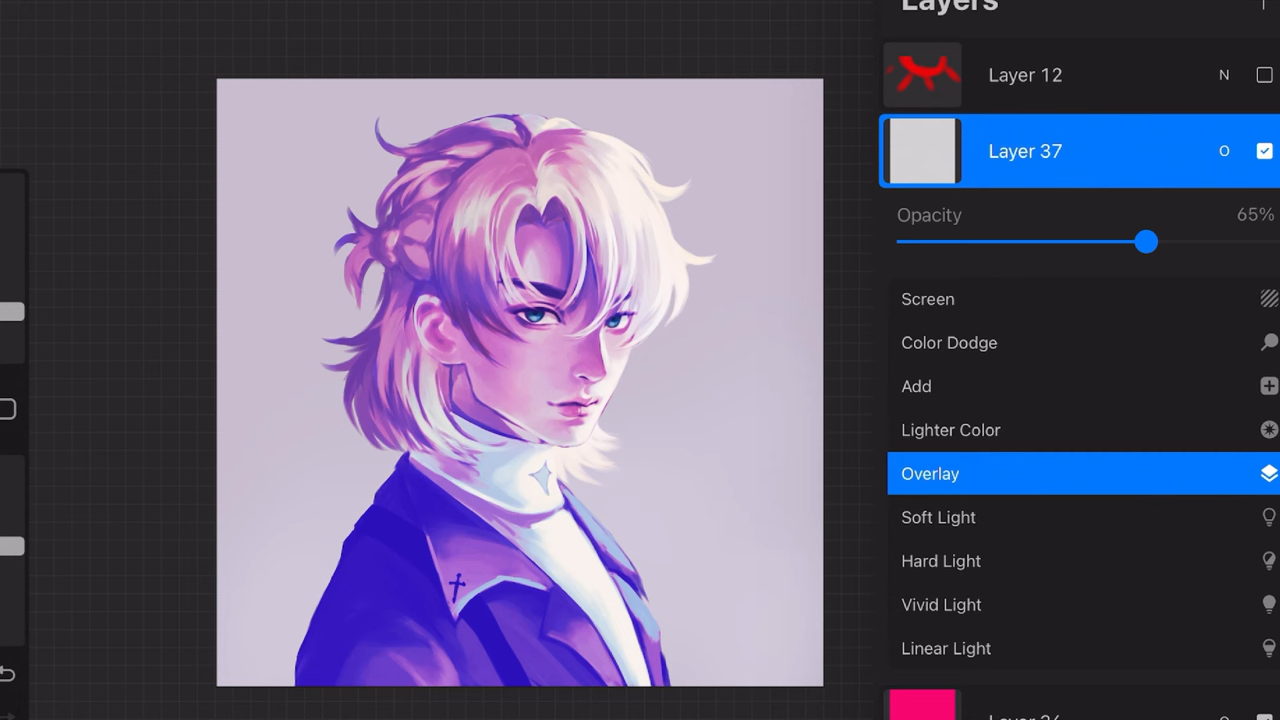 Layers
Layer 12
N
Layer 37
O
Opacity
65%
Screen
Color Dodge
Add
Lighter Color
Overlay
Soft Light
Hard Light
Vivid Light
Linear Light